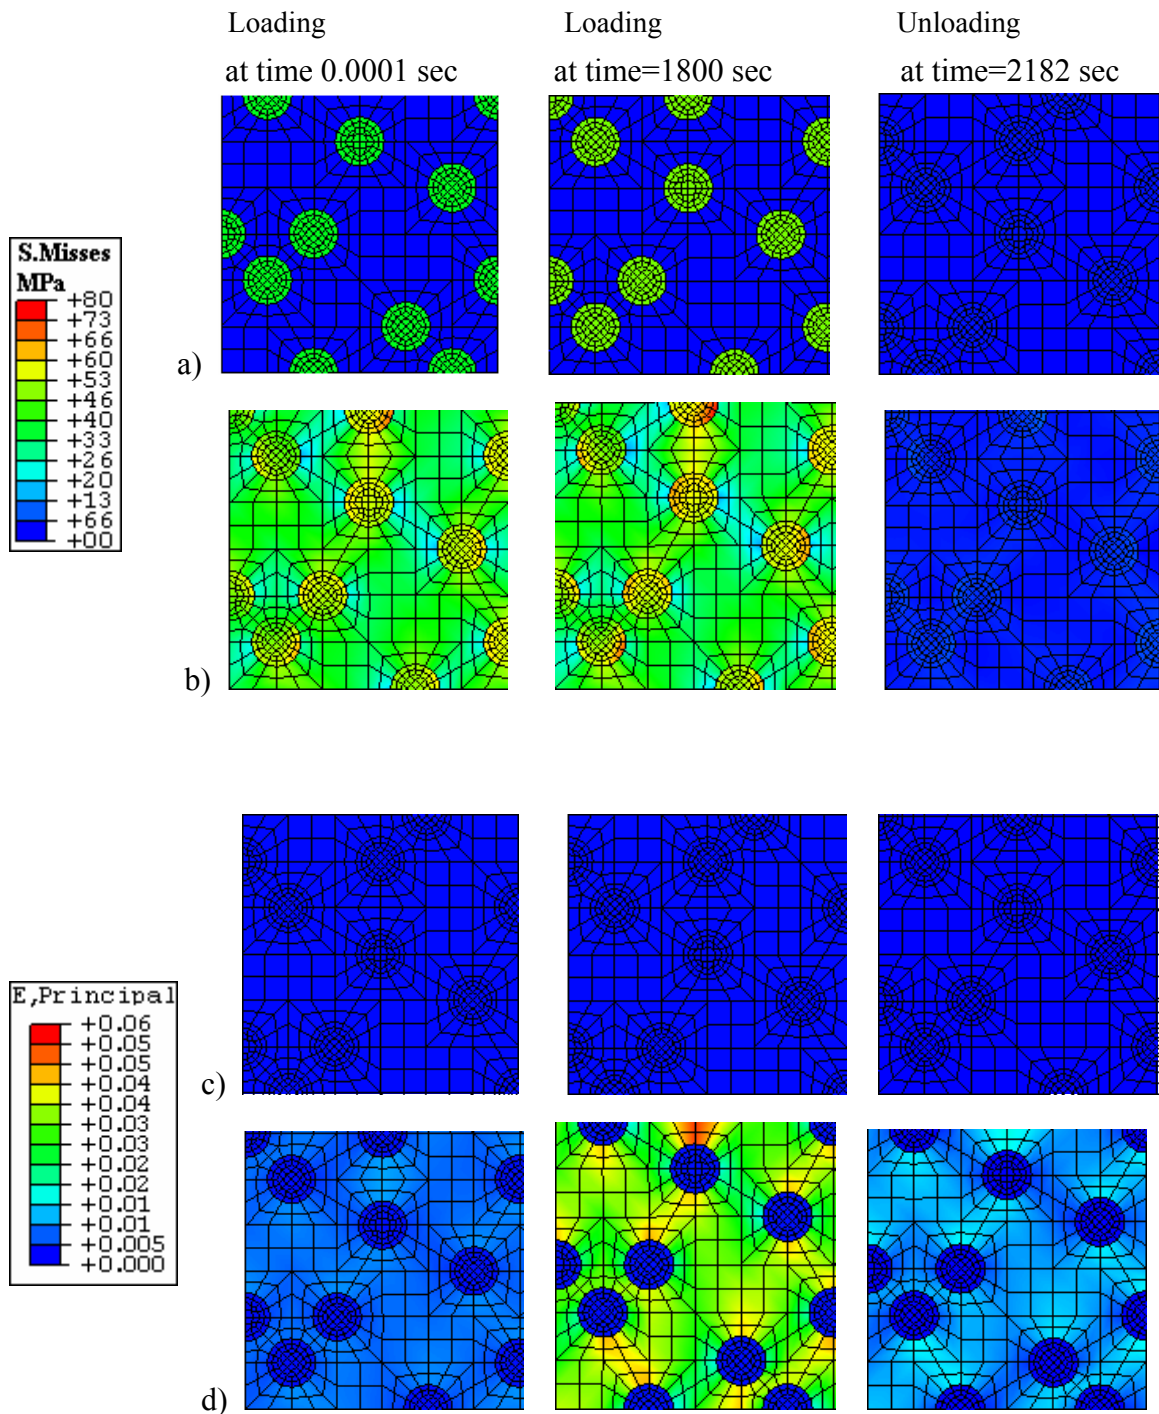 Loading
Loading
Unloading
at time 0.0001 sec
at time=1800 sec
at time=2182 sec
S.Misses
MPa
+80
+73
+66
+60
+53
+46
+40
+33
+26
+20
+13
+66
+00
a)
b)
E,Principal
+0.06
+0.05
+0.05
+0.04
+0.04
+0.03
+0.03
+0.02
+0.02
+0.01
+0.01
+0.005
+0.000
c)
d)